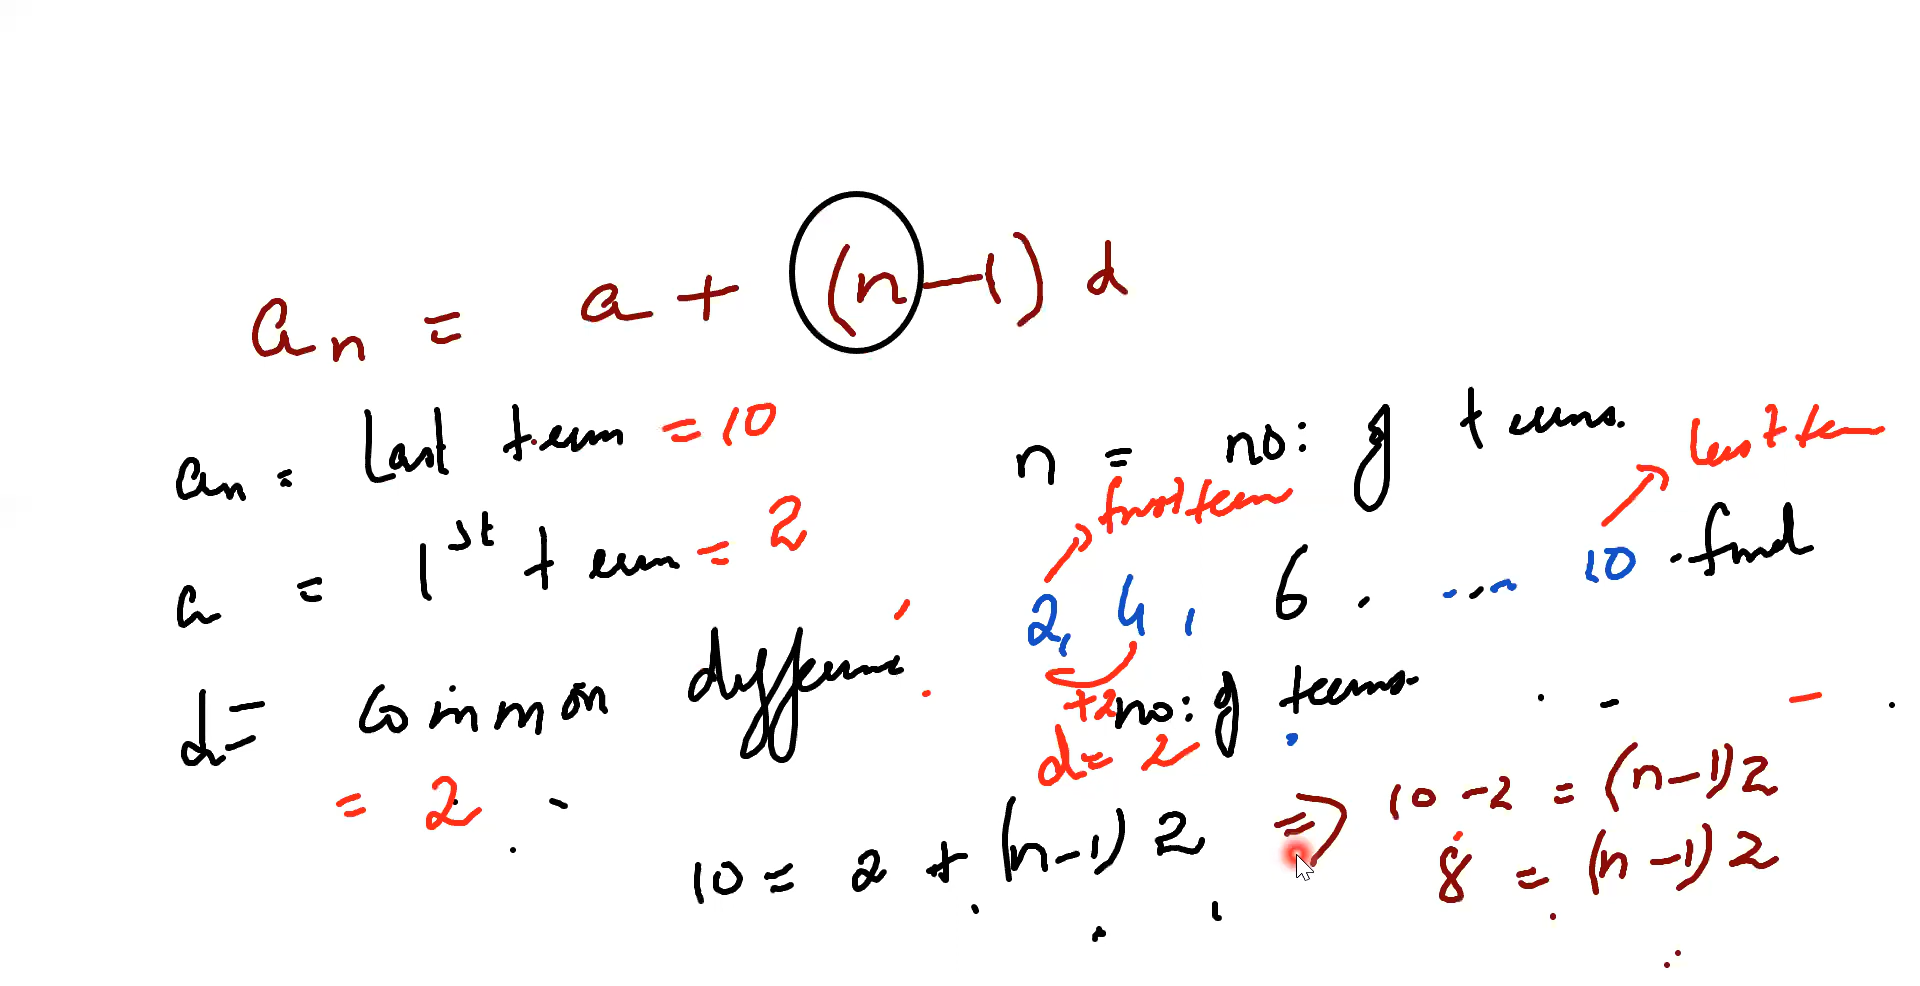 an = a + (n-1) d
an = Last term = 10
a = 1st term = 2
d = common difference
= 2
n = no: of terms.
first term
last term
2, 4, 6 . .... 10 . find
+2
no: of terms.
d = 2
10 = 2 + (n-1) 2 ⇒ 10 - 2 = (n-1) 2
8 = (n-1) 2